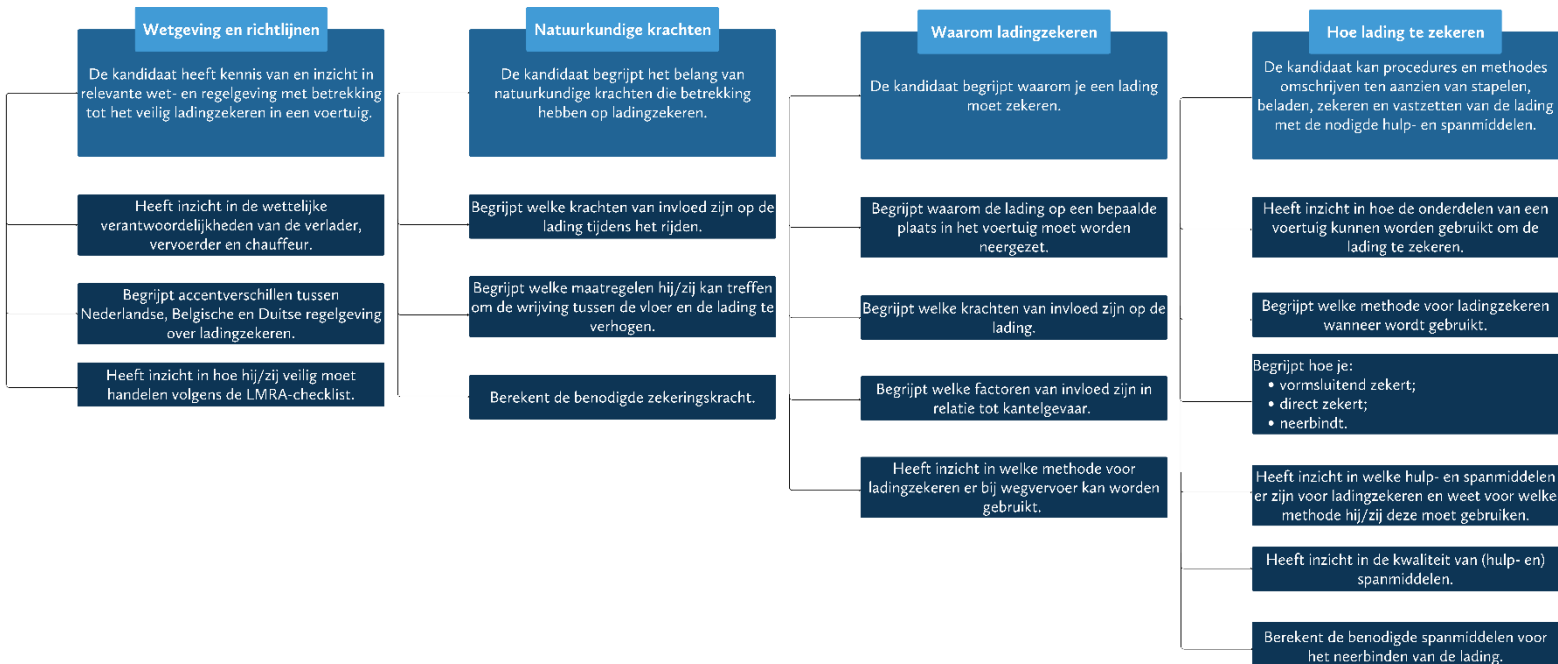 Wetgeving en richtlijnen
De kandidaat heeft kennis van en inzicht in
relevante wet- en regelgeving met betrekking
tot het veilig ladingzekeren in een voertuig.
Heeft inzicht in de wettelijke
verantwoordelijkheden van de verlader,
vervoerder en chauffeur.
Begrijpt accentverschillen tussen
Nederlandse, Belgische en Duitse regelgeving
over ladingzekeren.
Heeft inzicht in hoe hij/zij veilig moet
handelen volgens de LMRA-checklist.
Natuurkundige krachten
De kandidaat begrijpt het belang van
natuurkundige krachten die betrekking
hebben op ladingzekeren.
Begrijpt welke krachten van invloed zijn op de
lading tijdens het rijden.
Begrijpt welke maatregelen hij/zij kan treffen
om de wrijving tussen de vloer en de lading te
verhogen.
Berekent de benodigde zekeringskracht.
Waarom ladingzekeren
De kandidaat begrijpt waarom je een lading
moet zekeren.
Begrijpt waarom de lading op een bepaalde
plaats in het voertuig moet worden
neergezet.
Begrijpt welke krachten van invloed zijn op de
lading.
Begrijpt welke factoren van invloed zijn in
relatie tot kantelgevaar.
Heeft inzicht in welke methode voor
ladingzekeren er bij wegvervoer kan worden
gebruikt.
Hoe lading te zekeren
De kandidaat kan procedures en methodes
omschrijven ten aanzien van stapelen,
beladen, zekeren en vastzetten van de lading
met de nodigde hulp- en spanmiddelen.
Heeft inzicht in hoe de onderdelen van een
voertuig kunnen worden gebruikt om de
lading te zekeren.
Begrijpt welke methode voor ladingzekeren
wanneer wordt gebruikt.
Begrijpt hoe je:
• vormsluitend zekert;
• direct zekert;
• neerbindt.
Heeft inzicht in welke hulp- en spanmiddelen
er zijn voor ladingzekeren en weet voor welke
methode hij/zij deze moet gebruiken.
Heeft inzicht in de kwaliteit van (hulp- en)
spanmiddelen.
Berekent de benodigde spanmiddelen voor
het neerbinden van de lading.